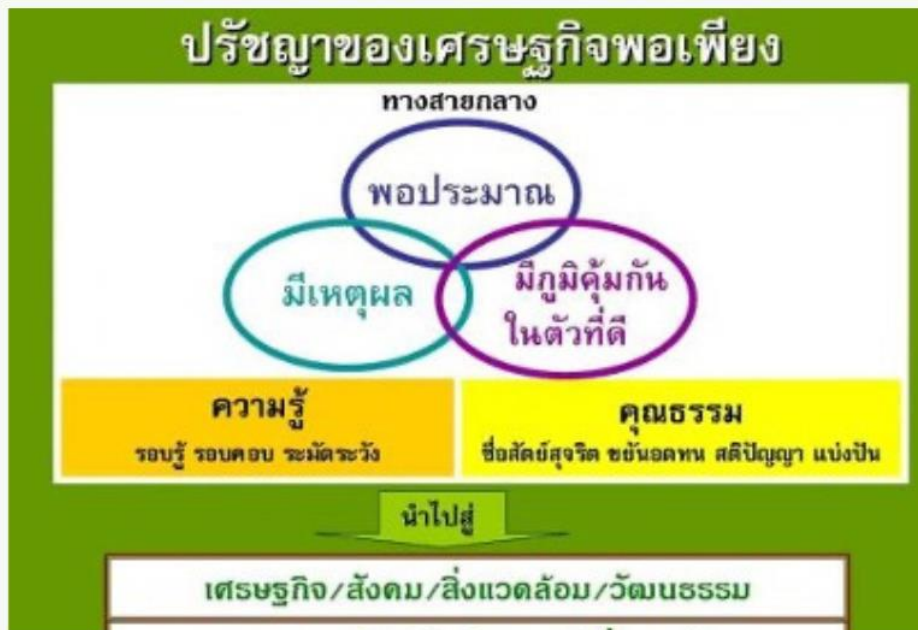 ปรัชญาของเศรษฐกิจพอเพียง
ทางสายกลาง
พอประมาณ
มีเหตุผล
มีภูมิคุ้มกัน
ในตัวที่ดี
ความรู้
รอบรู้ รอบคอบ ระมัดระวัง
คุณธรรม
ซื่อสัตย์สุจริต ขยันอดทน สติปัญญา แบ่งปัน
นำไปสู่
เศรษฐกิจ/สังคม/สิ่งแวดล้อม/วัฒนธรรม